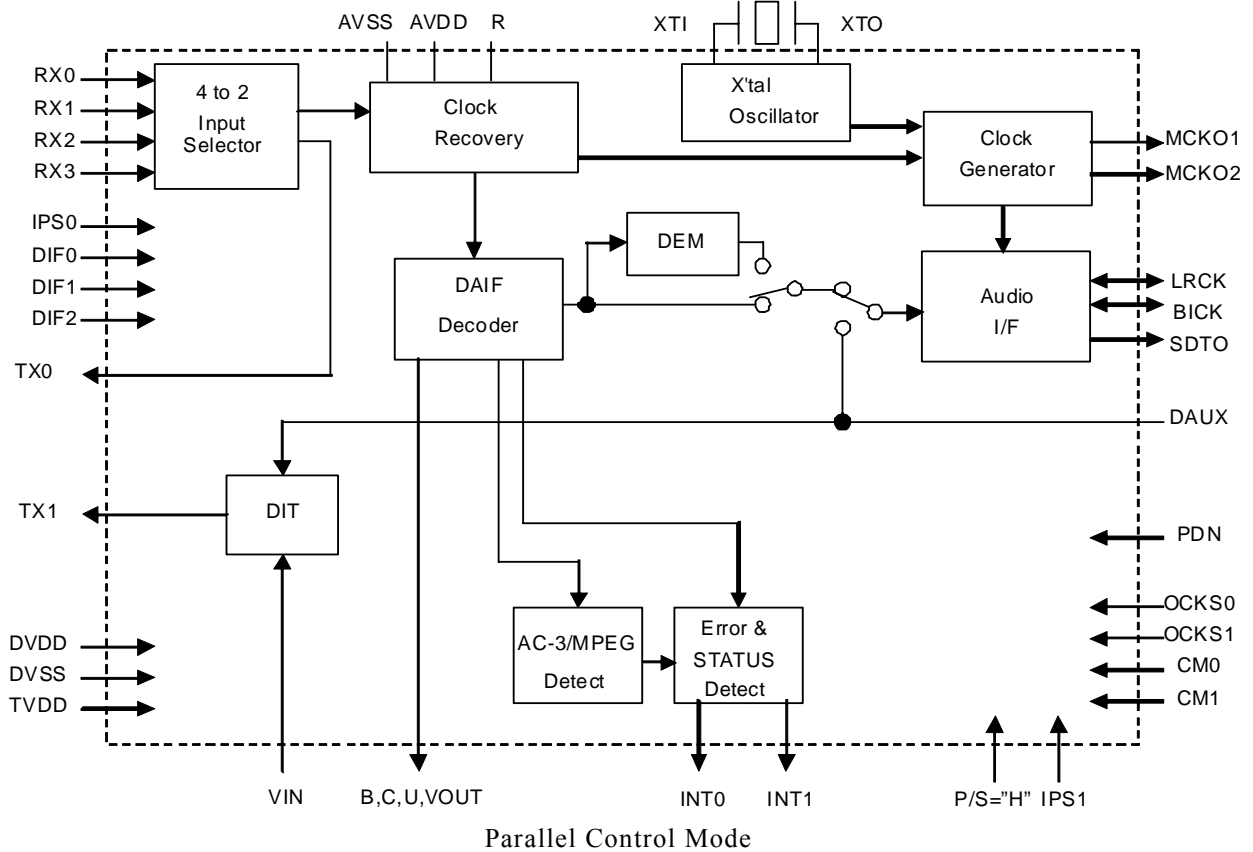 AVSS AVDD R XTI XTO
RX0
RX1
RX2
RX3
4 to 2
Input
Selector
Clock
Recovery
X'tal
Oscillator
Clock
Generator
MCKO1
MCKO2
IPS0
DIF0
DIF1
DIF2
DEM
DAIF
Decoder
Audio
I/F
LRCK
BICK
SDTO
TX0
DAUX
TX1
DIT
PDN
OCKS0
OCKS1
CM0
CM1
AC-3/MPEG
Detect
Error &
STATUS
Detect
DVDD
DVSS
TVDD
VIN
B,C,U,VOUT
INT0
INT1
P/S="H"
IPS1
Parallel Control Mode